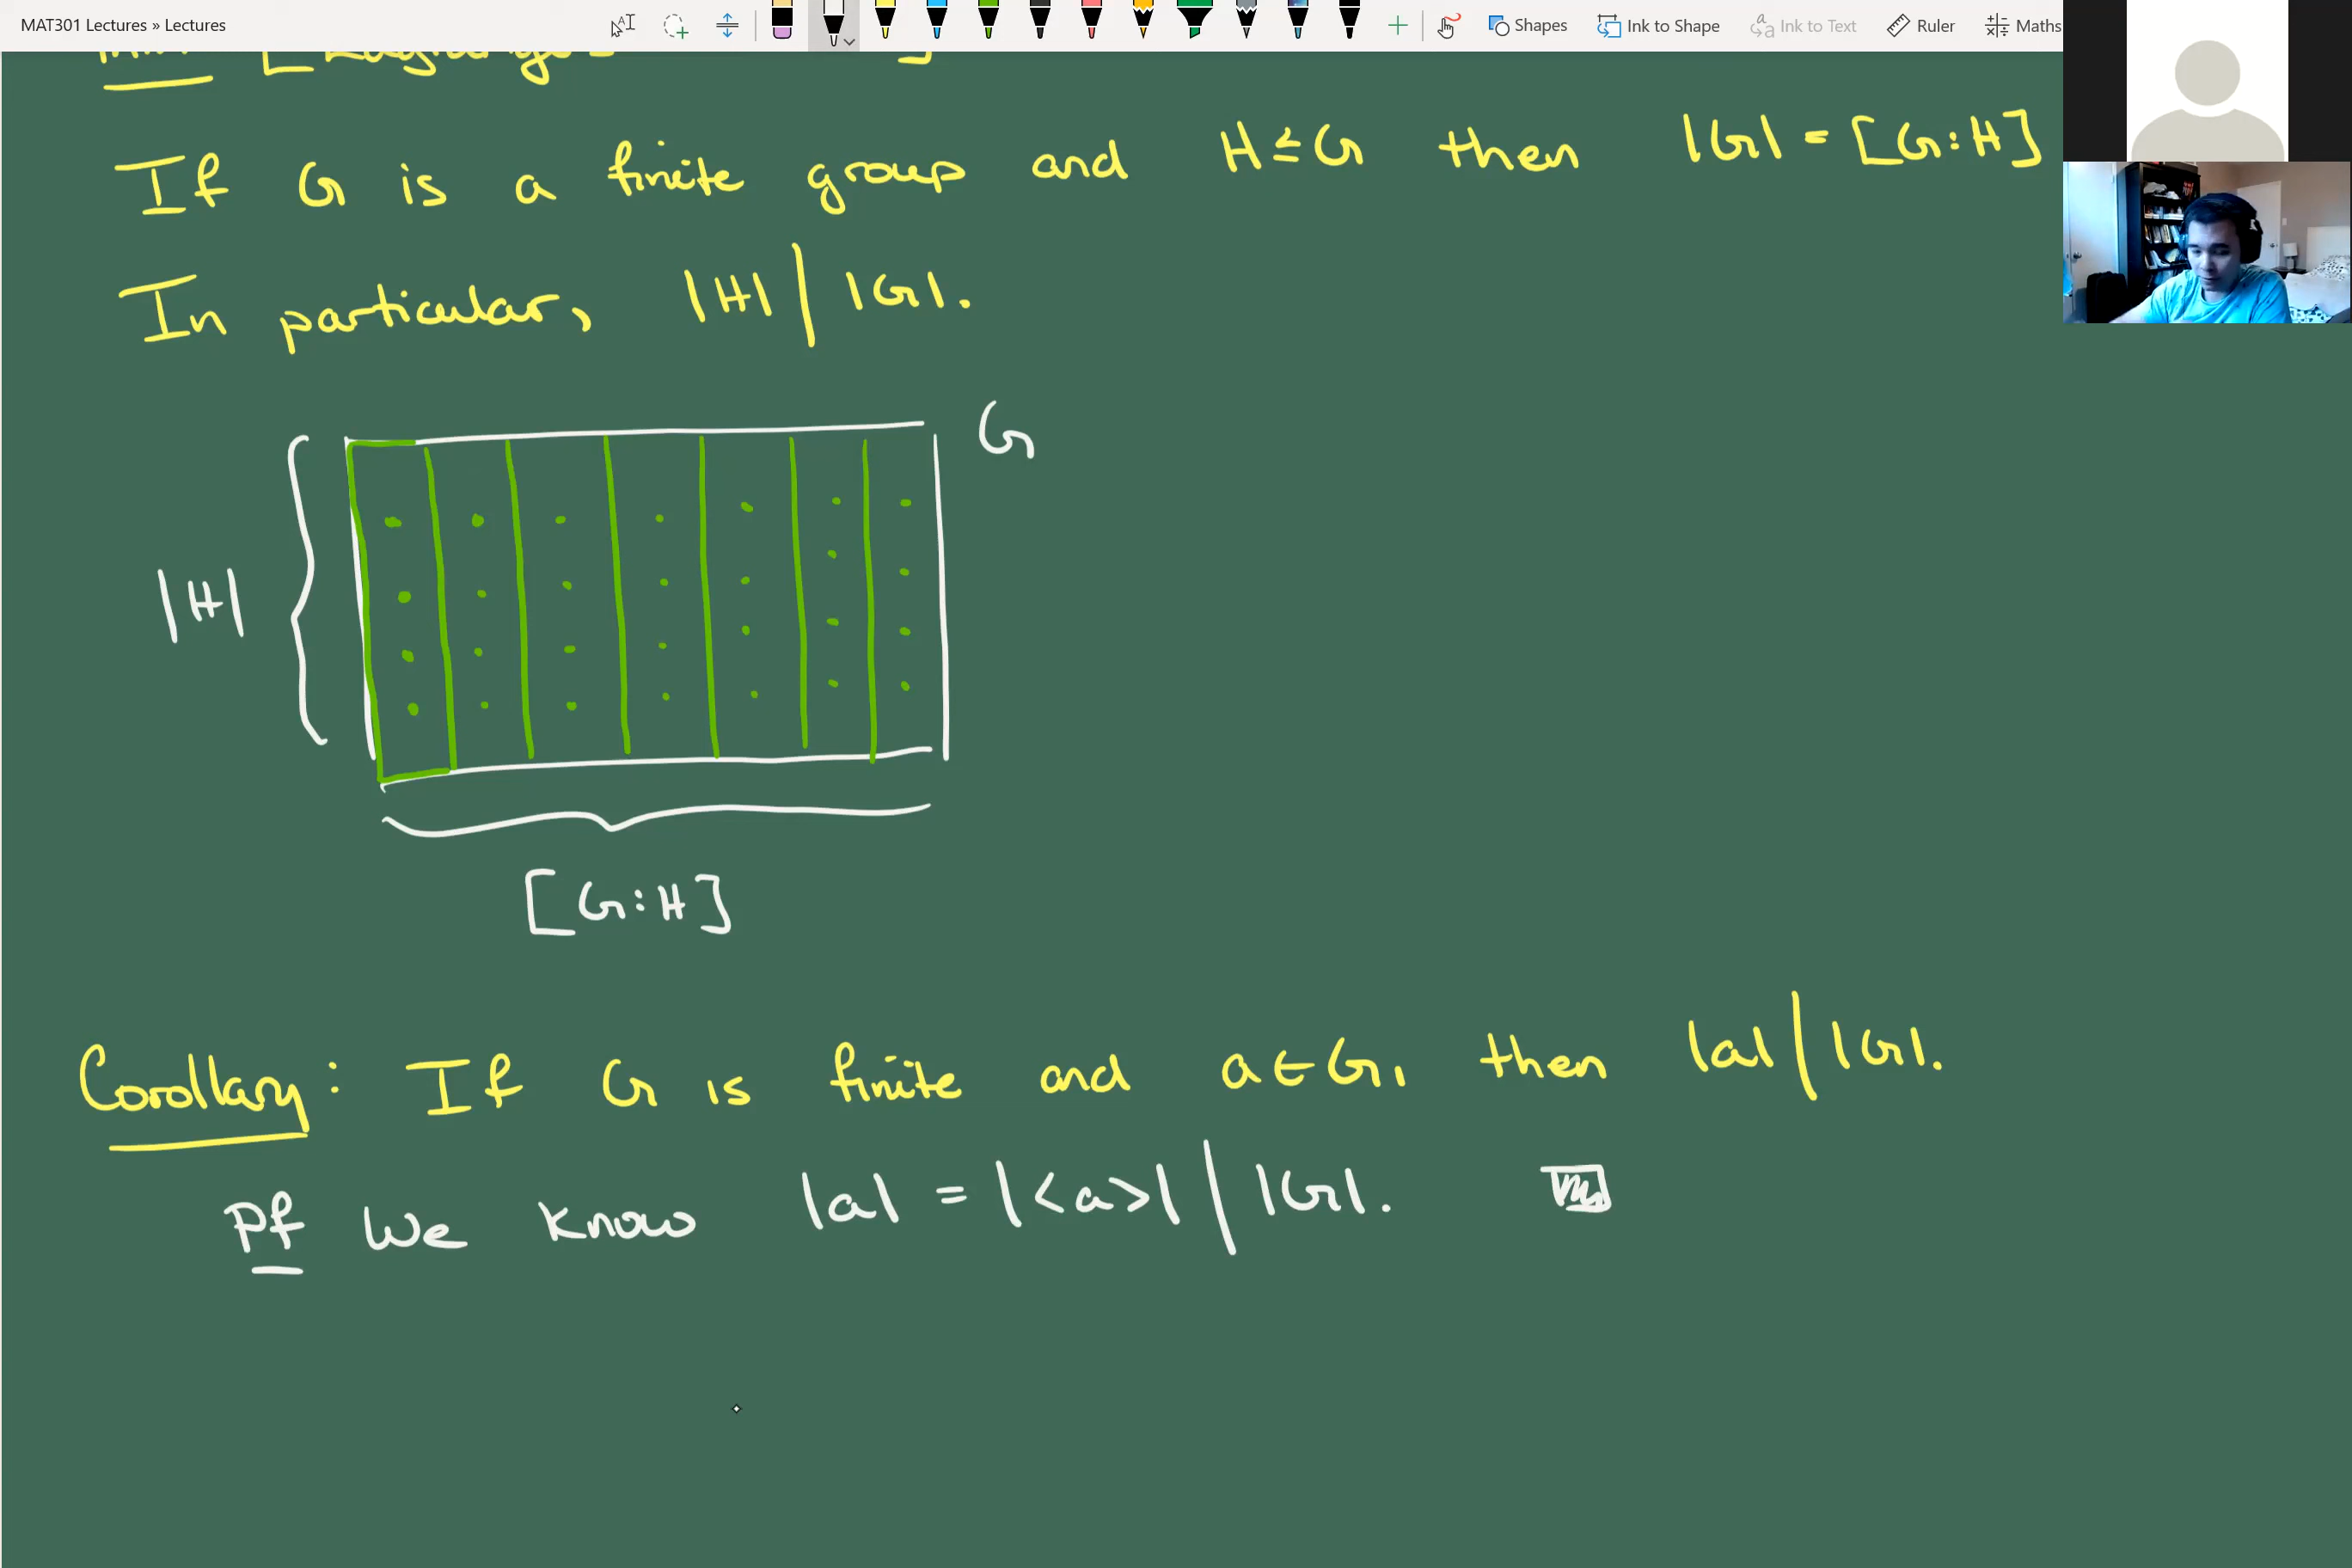 MAT301 Lectures » Lectures
Shapes Ink to Shape Ink to Text Ruler Maths
If G is a finite group and H ≤ G then |G| = [G:H]
In particular, |H| | |G|.
G
|H|
[G:H]
Corollary: If G is finite and a ∈ G, then |a| | |G|.
Pf We know |a| = |<a>| | |G|.